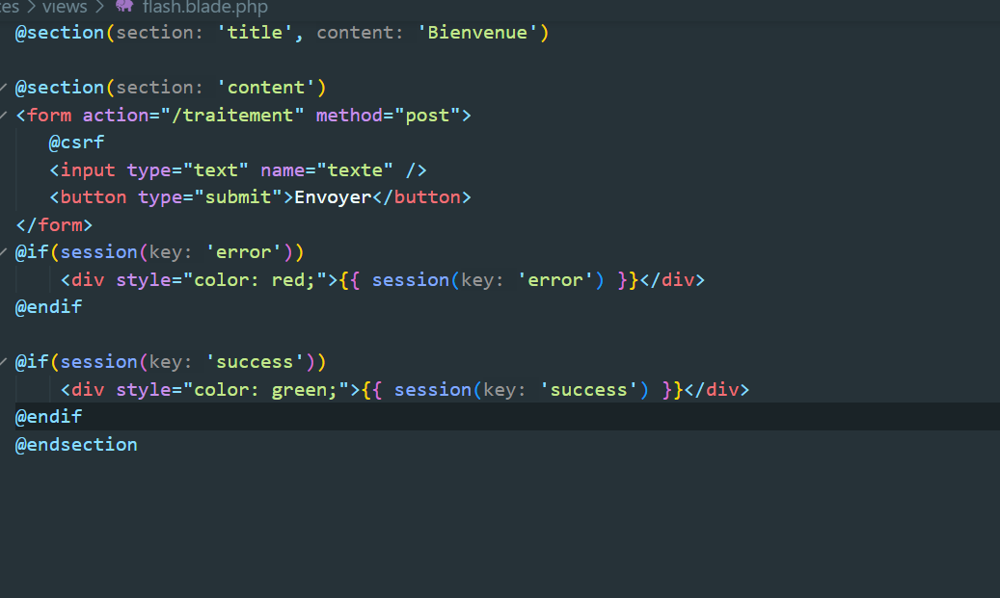 es > views > flash.blade.php
@section(section: 'title', content: 'Bienvenue')
@section(section: 'content')
<form action="/traitement" method="post">
@csrf
<input type="text" name="texte" />
<button type="submit">Envoyer</button>
</form>
@if(session(key: 'error'))
<div style="color: red;">{{ session(key: 'error') }}</div>
@endif
@if(session(key: 'success'))
<div style="color: green;">{{ session(key: 'success') }}</div>
@endif
@endsection